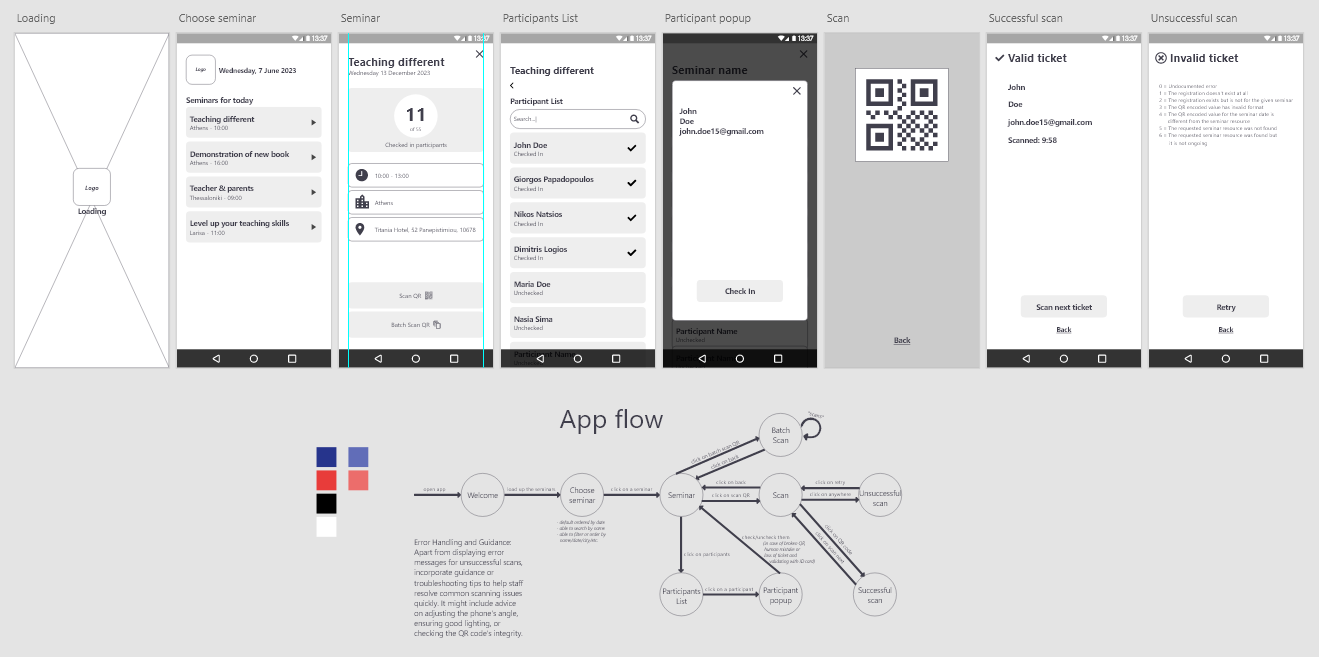 Loading
Choose seminar
Seminar
Participants List
Participant popup
Scan
Successful scan
Unsuccessful scan
Logo
Loading
13:37
Logo
Wednesday, 7 June 2023
Seminars for today
Teaching different
Athens - 10:00
Demonstration of new book
Athens - 16:00
Teacher & parents
Thessaloniki - 09:00
Level up your teaching skills
Larisa - 11:00
13:37
Teaching different
Wednesday 13 December 2023
11
of 55
Checked in participants
10:00 - 13:00
Athens
Titania Hotel, 52 Panepistimiou, 10678
Scan QR
Batch Scan QR
13:37
Teaching different
Participant List
Search...|
John Doe
Checked In
Giorgos Papadopoulos
Checked In
Nikos Natsios
Checked In
Dimitris Logios
Checked In
Maria Doe
Unchecked
Nasia Sima
Unchecked
Participant Name
13:37
Seminar name
John
Doe
john.doe15@gmail.com
Check In
Participant Name
Unchecked
Back
13:37
Valid ticket
John
Doe
john.doe15@gmail.com
Scanned: 9:58
Scan next ticket
Back
13:37
Invalid ticket
0 = Undocumented error
1 = The registration doesn't exist at all
2 = The registration exists but is not for the given seminar
3 = The QR encoded value has invalid format
4 = The QR encoded value for the seminar date is
different from the seminar resource
5 = The requested seminar resource was not found
6 = The requested seminar resource was found but
it is not ongoing
Retry
Back
App flow
open app
Welcome
load up the seminars
Choose
seminar
- default ordered by date
- able to search by name
- able to filter or order by
click on a seminar
Seminar
click on batch scan QR
click on back
Batch
Scan
click on back
click on scan QR
Scan
click on retry
click on anywhere
Unsuccessful
scan
click on participants
Participants
List
click on a participant
Participant
popup
check/uncheck them
(in case of broken QR,
human mistake or
loss of ticket and
validating with ID card)
click on QR code
click on scan next
Successful
scan
Error Handling and Guidance:
Apart from displaying error
messages for unsuccessful scans,
incorporate guidance or
troubleshooting tips to help staff
resolve common scanning issues
quickly. It might include advice
on adjusting the phone's angle,
ensuring good lighting, or
checking the QR code's integrity.